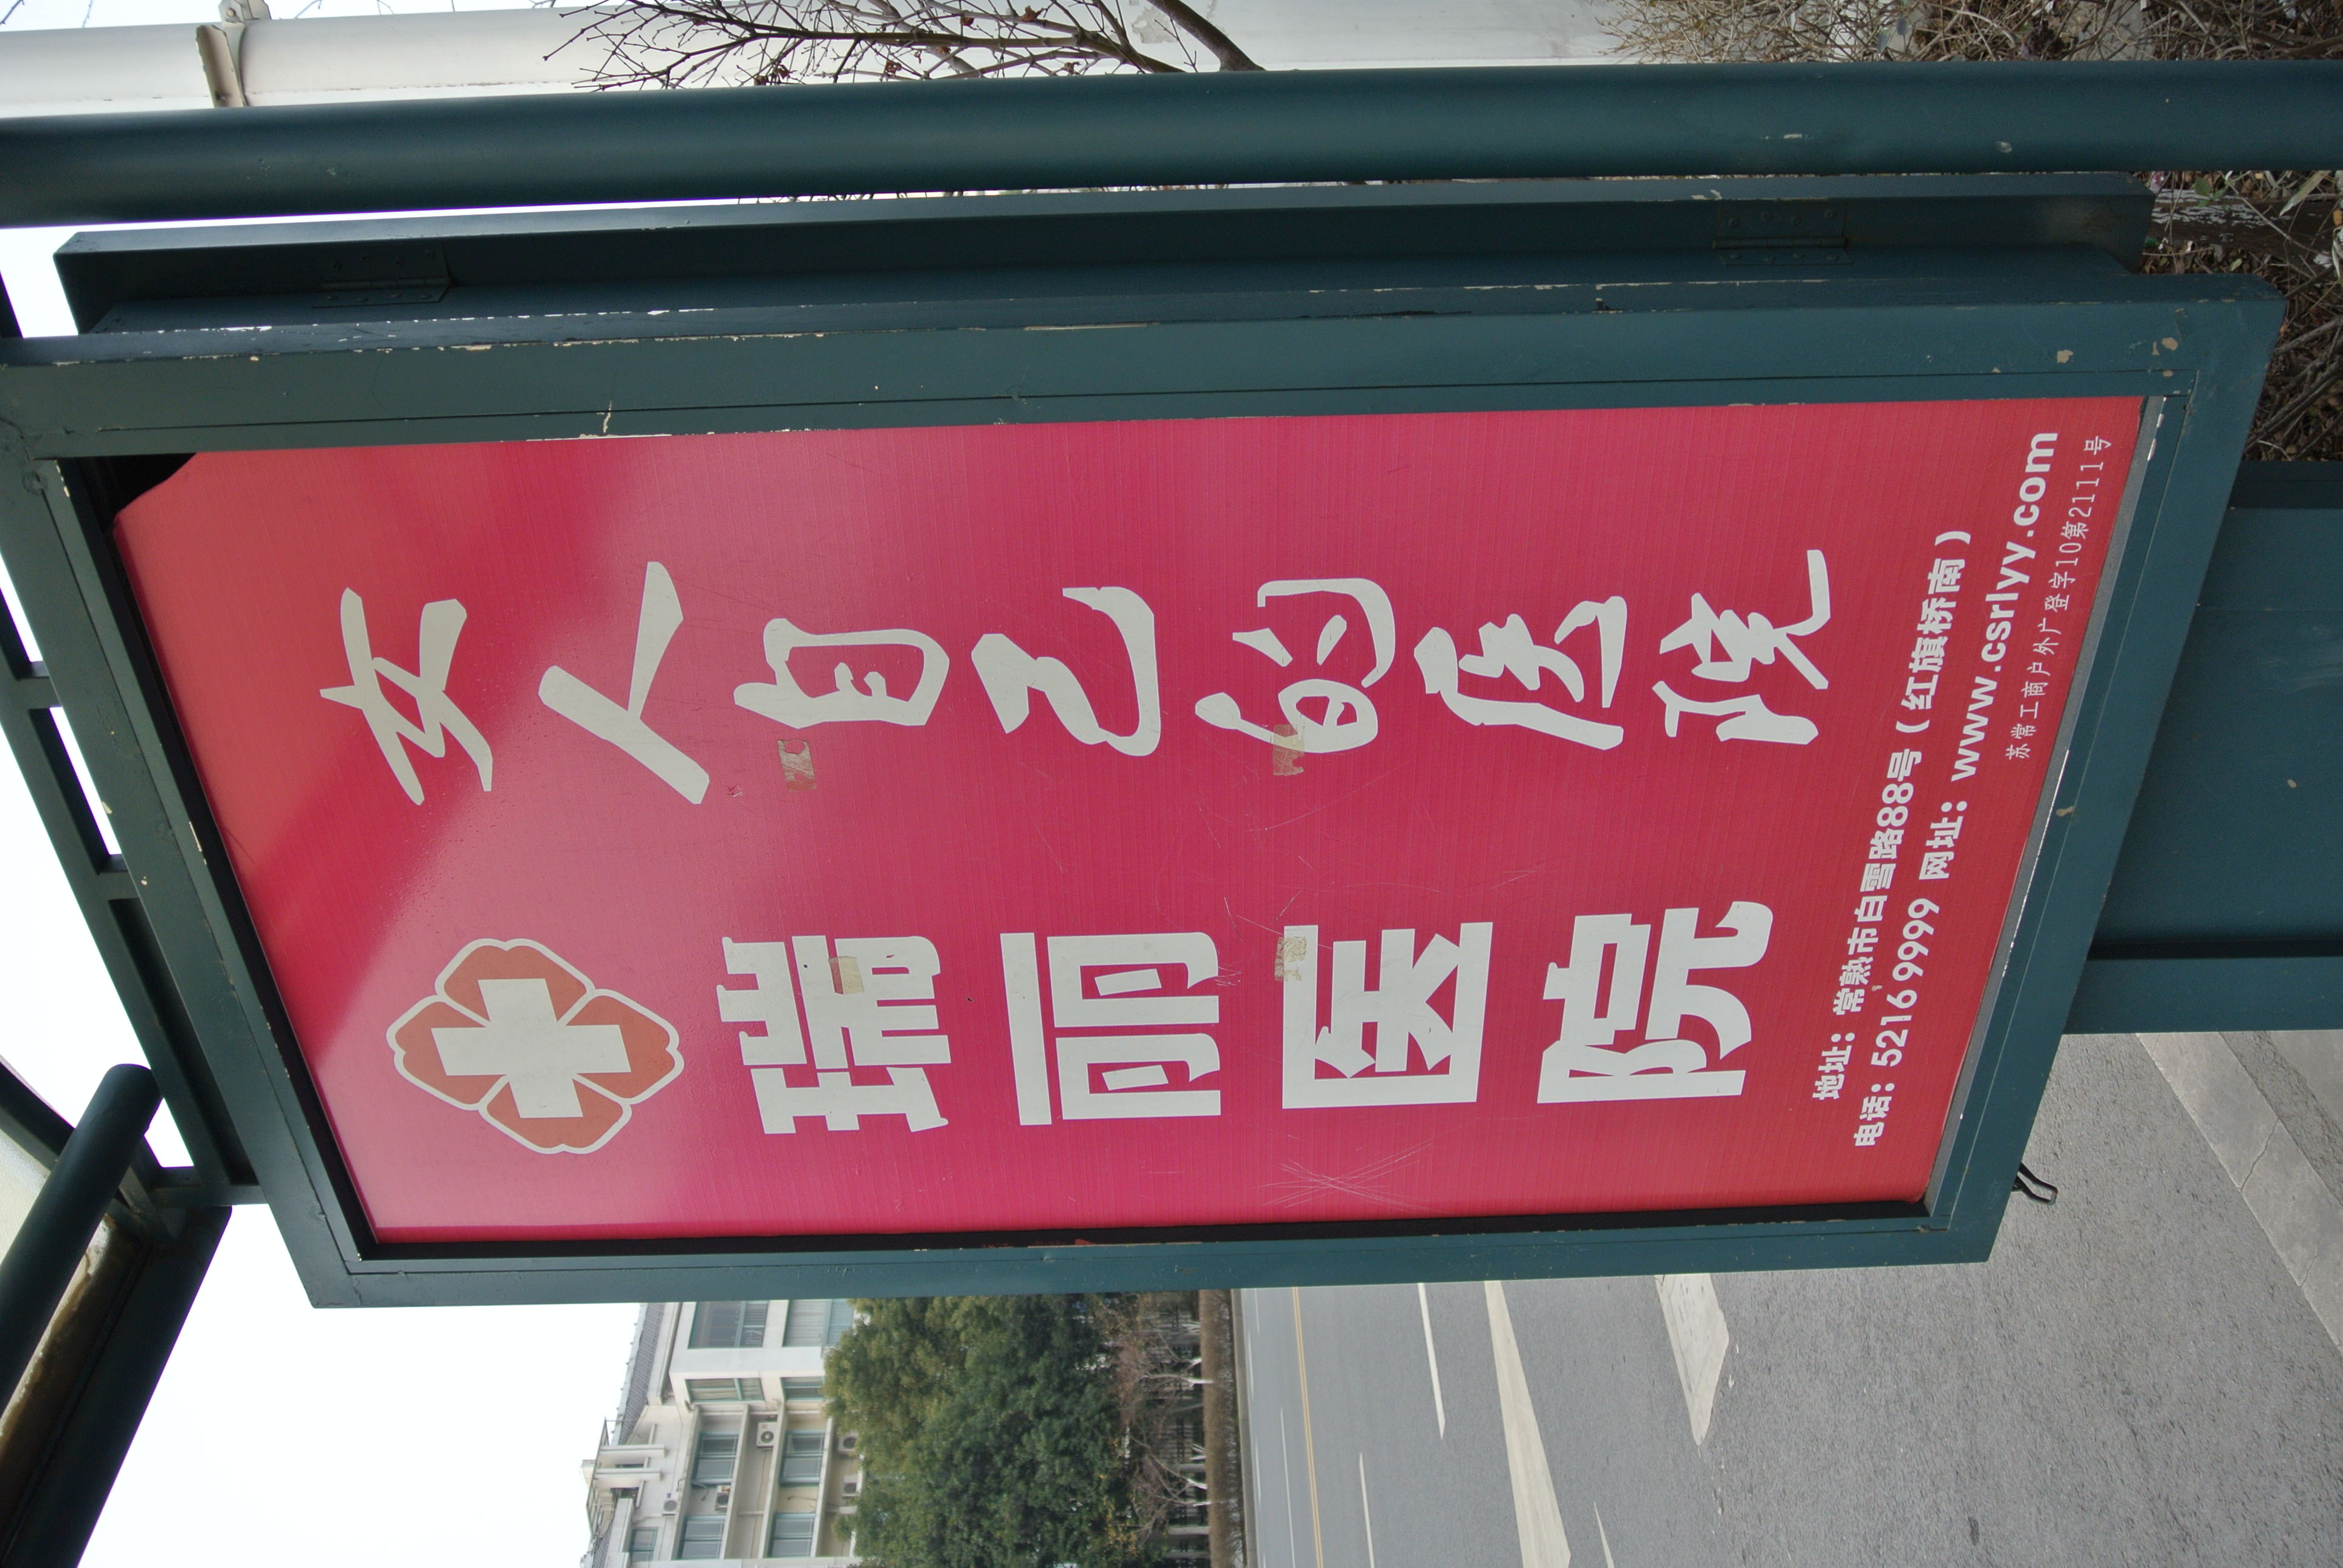 瑞丽医院
女人自己的医院
地址：常熟市白雪路88号（红旗桥南）
电话：5216 9999 网址：www.csrlyy.com
苏常工商户外广登字10第2111号